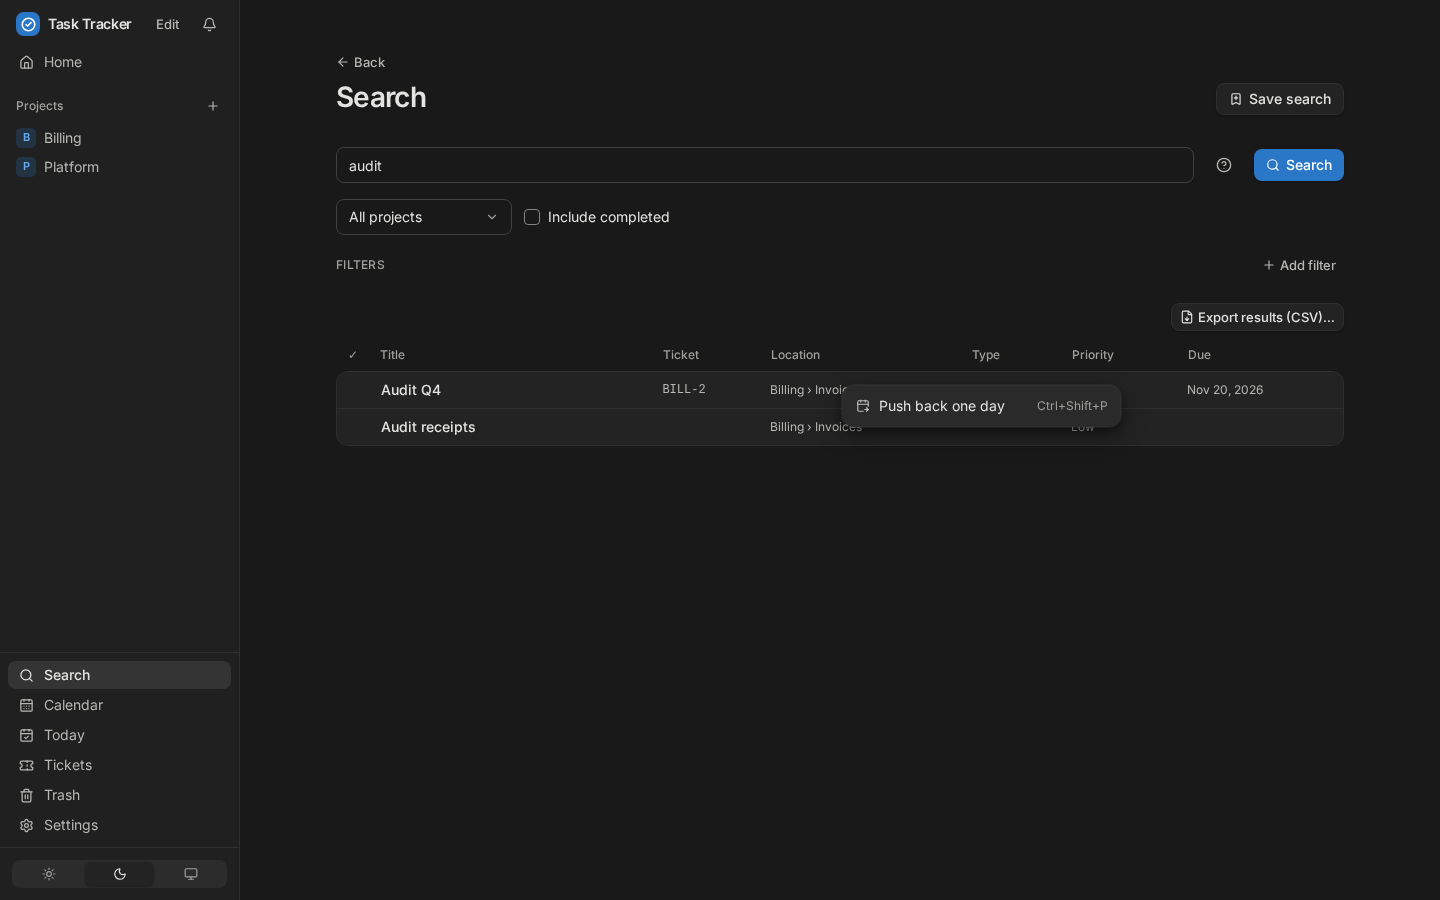 Task Tracker Edit
Home
Projects
B Billing
P Platform
Search
Calendar
Today
Tickets
Trash
Settings
Back
Search
Save search
audit
Search
All projects
Include completed
FILTERS
Add filter
Export results (CSV)...
✓ Title Ticket Location Type Priority Due
Audit Q4 BILL-2 Billing › Nov 20, 2026
Push back one day Ctrl+Shift+P
Audit receipts Billing › Invoices Low